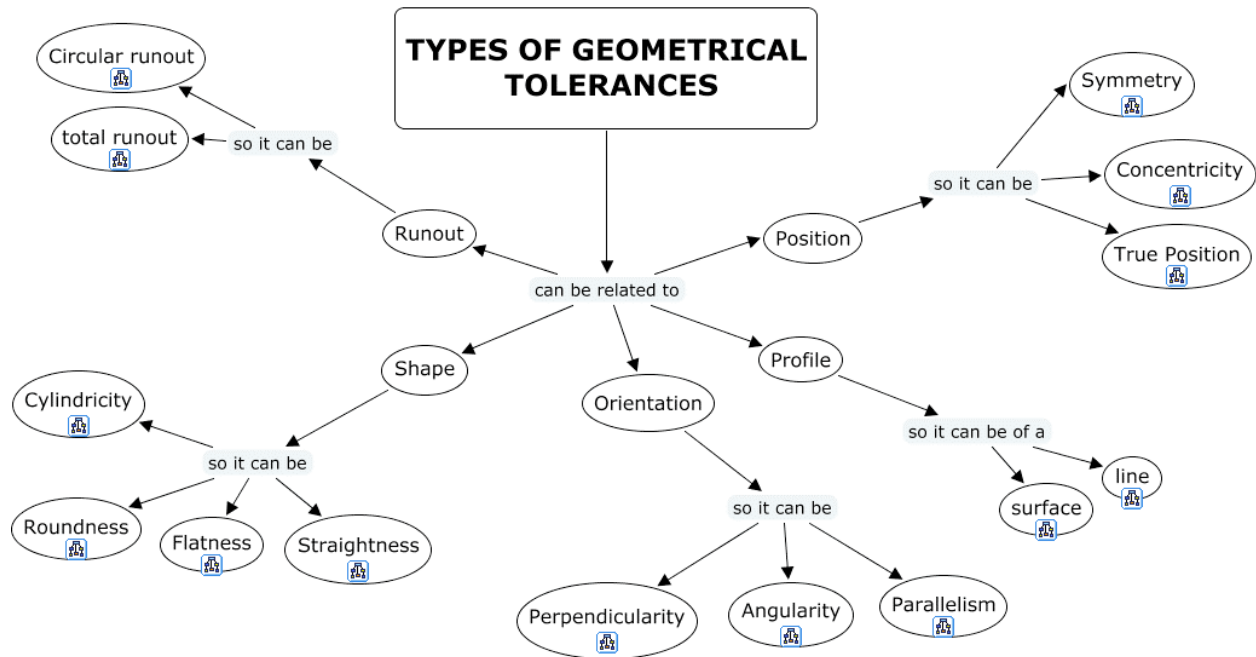 TYPES OF GEOMETRICAL
TOLERANCES
Circular runout
total runout
so it can be
Runout
Symmetry
Concentricity
so it can be
True Position
Position
can be related to
Shape
Profile
Orientation
Cylindricity
so it can be
Roundness
Flatness
Straightness
so it can be of a
line
surface
so it can be
Perpendicularity
Angularity
Parallelism